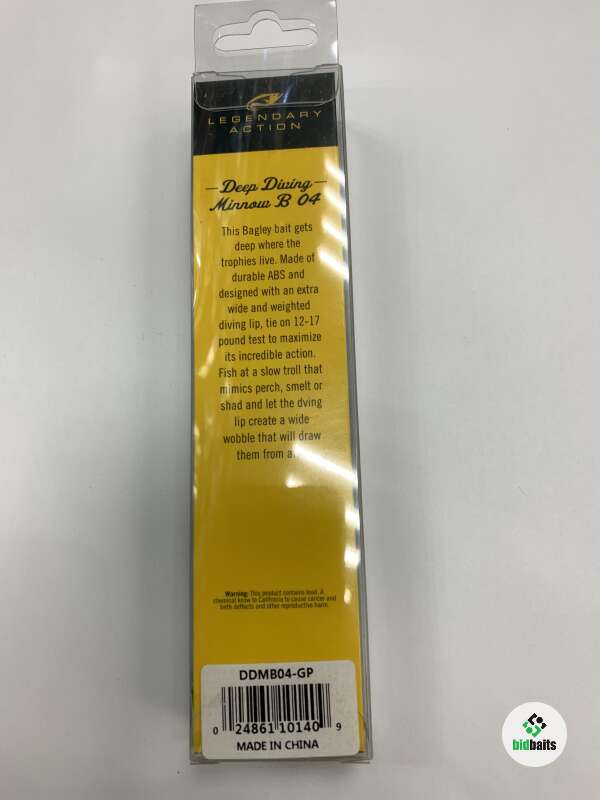 LEGENDARY
ACTION
Deep Diving
Minnow B 04
This Bagley bait gets
deep where the
trophies live. Made of
durable ABS and
designed with an extra
wide and weighted
diving lip, tie on 12-17
pound test to maximize
its incredible action.
Fish at a slow troll that
mimics perch, smelt or
shad and let the dving
lip create a wide
wobble that will draw
them from
Warning: This product contains lead. A
chemical know to California to cause cancer and
birth deffects and other reproductive harm.
DDMB04-GP
0 24861 10140 9
MADE IN CHINA
bidbaits